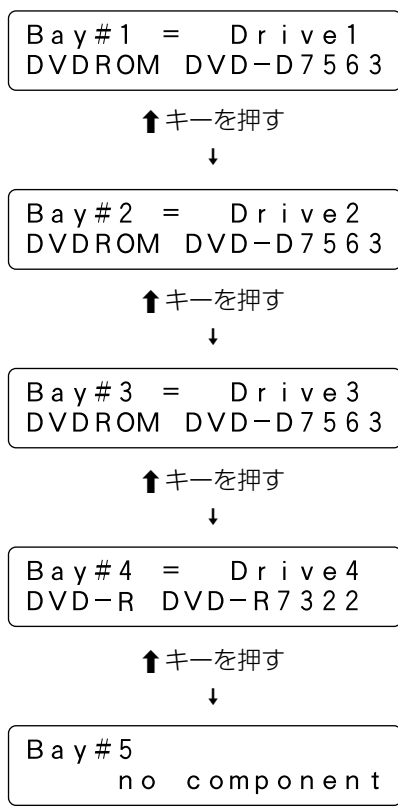 Bay#1 = Drive1
DVDROM DVD-D7563
⬆キーを押す
↓
Bay#2 = Drive2
DVDROM DVD-D7563
⬆キーを押す
↓
Bay#3 = Drive3
DVDROM DVD-D7563
⬆キーを押す
↓
Bay#4 = Drive4
DVD-R DVD-R7322
⬆キーを押す
↓
Bay#5
no component